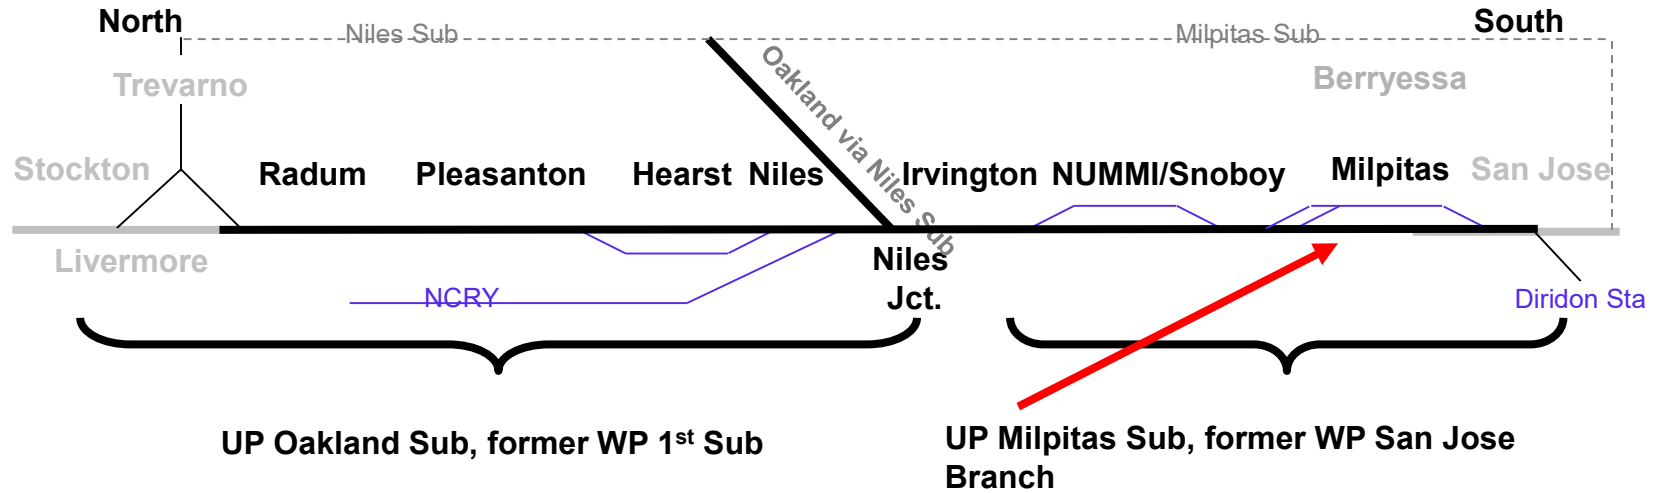 North
South
Niles Sub
Milpitas Sub
Oakland via Niles Sub
Trevarno
Berryessa
Stockton
Radum
Pleasanton
Hearst
Niles
Irvington
NUMMI/Snoboy
Milpitas
San Jose
Livermore
Niles
Jct.
NCRY
Diridon Sta
UP Oakland Sub, former WP 1st Sub
UP Milpitas Sub, former WP San Jose
Branch